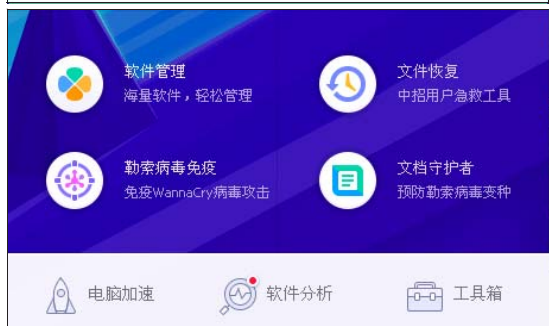 软件管理
海量软件，轻松管理
文件恢复
中招用户急救工具
勒索病毒免疫
免疫WannaCry病毒攻击
文档守护者
预防勒索病毒变种
电脑加速
软件分析
工具箱